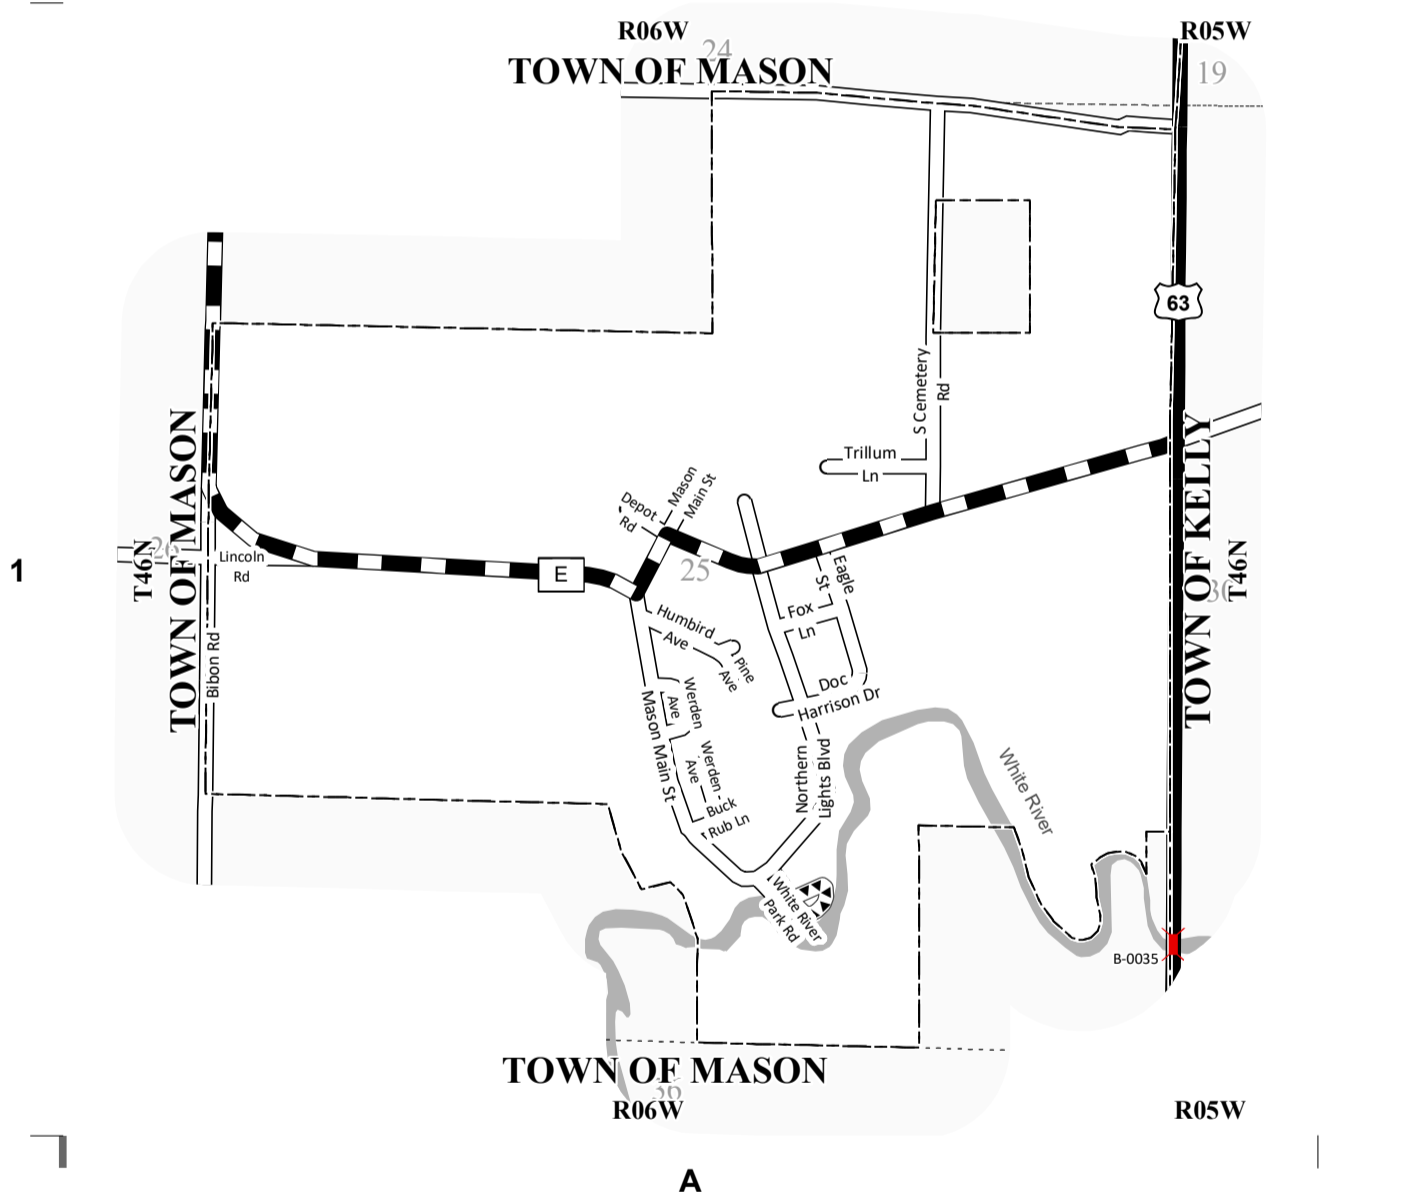 R06W
R05W
24
TOWN OF MASON
19
63
S Cemetery
Rd
Trillum
Ln
Mason
Main St
Depot
Rd
TOWN OF MASON
T46N
26
Lincoln
Rd
E
25
1
TOWN OF KELLY
T46N
30
Eagle
St
Fox
Ln
Humbird
Ave
Pine
Ave
Bibon Rd
Doc
Harrison Dr
Werden
Ave
Mason Main St
Werden
Ave
Northern
Lights Blvd
White River
Buck
Rub Ln
White River
Park Rd
B-0035
TOWN OF MASON
36
R06W
R05W
A